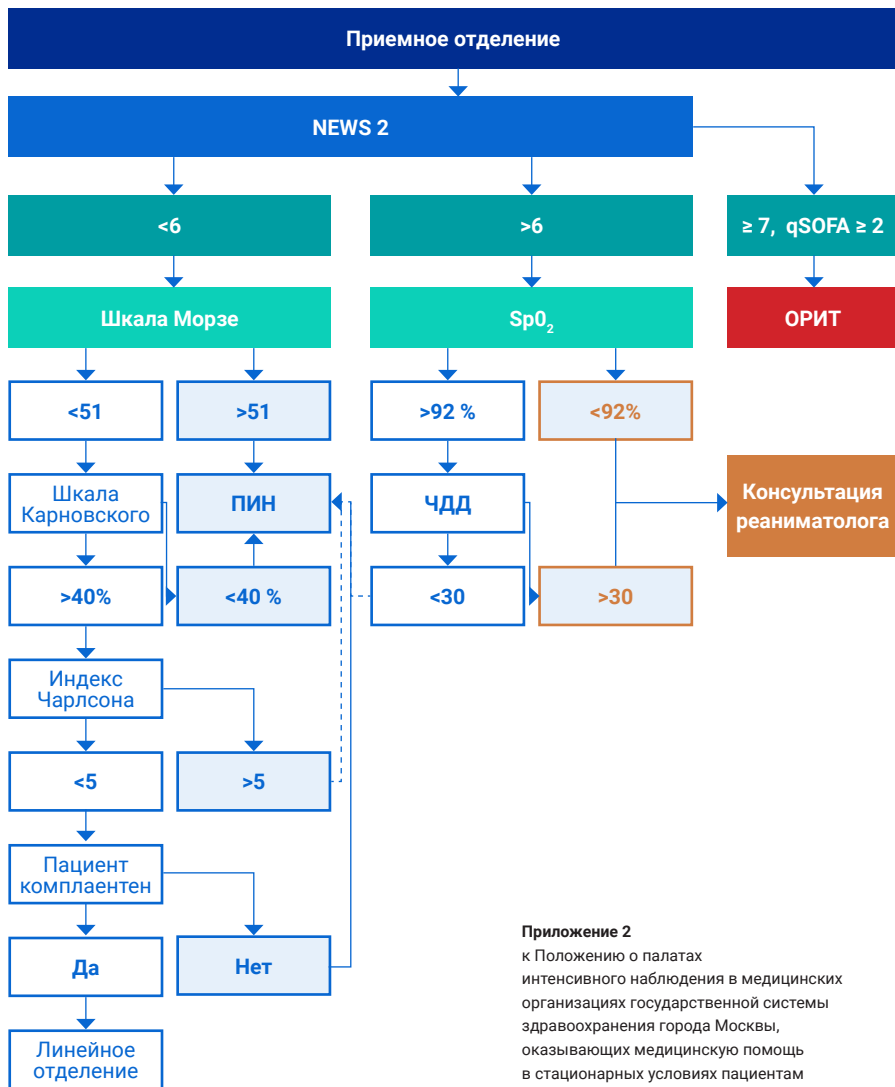 Приемное отделение
NEWS 2
<6
>6
≥ 7, qSOFA ≥ 2
Шкала Морзе
Sp0₂
ОРИТ
<51
>51
>92 %
<92%
Шкала
Карновского
ПИН
ЧДД
Консультация
реаниматолога
>40%
<40 %
<30
>30
Индекс
Чарлсона
<5
>5
Пациент
комплаентен
Да
Нет
Линейное
отделение
Приложение 2
к Положению о палатах
интенсивного наблюдения в медицинских
организациях государственной системы
здравоохранения города Москвы,
оказывающих медицинскую помощь
в стационарных условиях пациентам